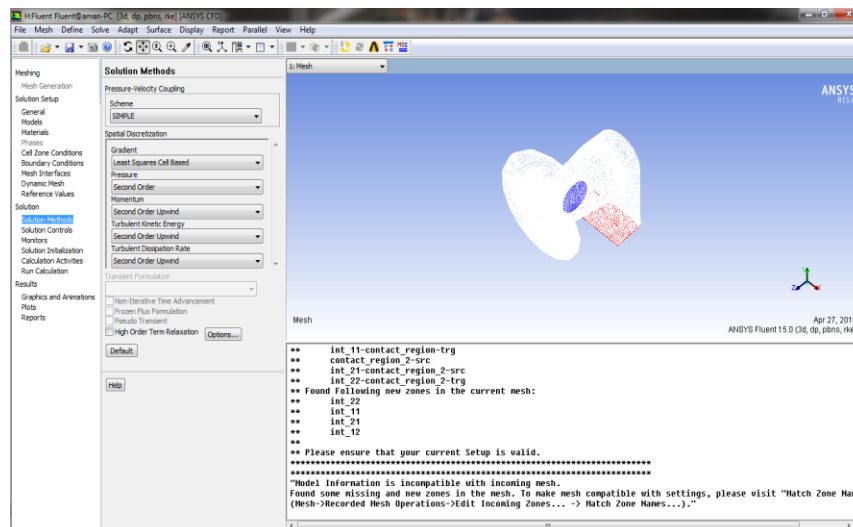 H:Fluent Fluent@aman-PC [3d, dp, pbns, rke] [ANSYS CFD]
File Mesh Define Solve Adapt Surface Display Report Parallel View Help
Meshing
Mesh Generation
Solution Setup
General
Models
Materials
Phases
Cell Zone Conditions
Boundary Conditions
Mesh Interfaces
Dynamic Mesh
Reference Values
Solution
Solution Methods
Solution Controls
Monitors
Solution Initialization
Calculation Activities
Run Calculation
Results
Graphics and Animations
Plots
Reports
Solution Methods
Pressure-Velocity Coupling
Scheme
SIMPLE
Spatial Discretization
Gradient
Least Squares Cell Based
Pressure
Second Order
Momentum
Second Order Upwind
Turbulent Kinetic Energy
Second Order Upwind
Turbulent Dissipation Rate
Second Order Upwind
Transient Formulation
Non-Iterative Time Advancement
Frozen Flux Formulation
Pseudo Transient
High Order Term Relaxation Options...
Default
Help
1: Mesh
ANSYS
R15.
Z X
Mesh
Apr 27, 201
ANSYS Fluent 15.0 (3d, dp, pbns, rke
** int_11-contact_region-trg
** contact_region_2-src
** int_21-contact_region_2-src
** int_22-contact_region_2-trg
** Found Following new zones in the current mesh:
** int_22
** int_11
** int_21
** int_12
**
** Please ensure that your current Setup is valid.
**********************************************************************
**********************************************************************
"Model Information is incompatible with incoming mesh.
Found some missing and new zones in the mesh. To make mesh compatible with settings, please visit "Match Zone Nam
(Mesh->Recorded Mesh Operations->Edit Incoming Zones... -> Match Zone Names...)."